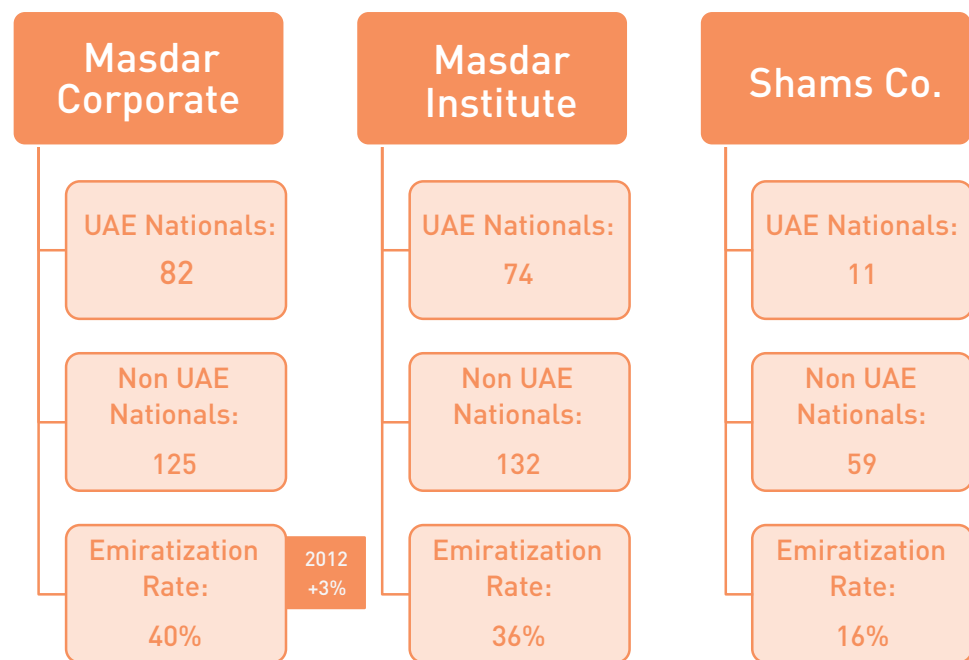 Masdar
Corporate
UAE Nationals:
82
Non UAE
Nationals:
125
Emiratization
Rate:
40%
2012
+3%
Masdar
Institute
UAE Nationals:
74
Non UAE
Nationals:
132
Emiratization
Rate:
36%
Shams Co.
UAE Nationals:
11
Non UAE
Nationals:
59
Emiratization
Rate:
16%